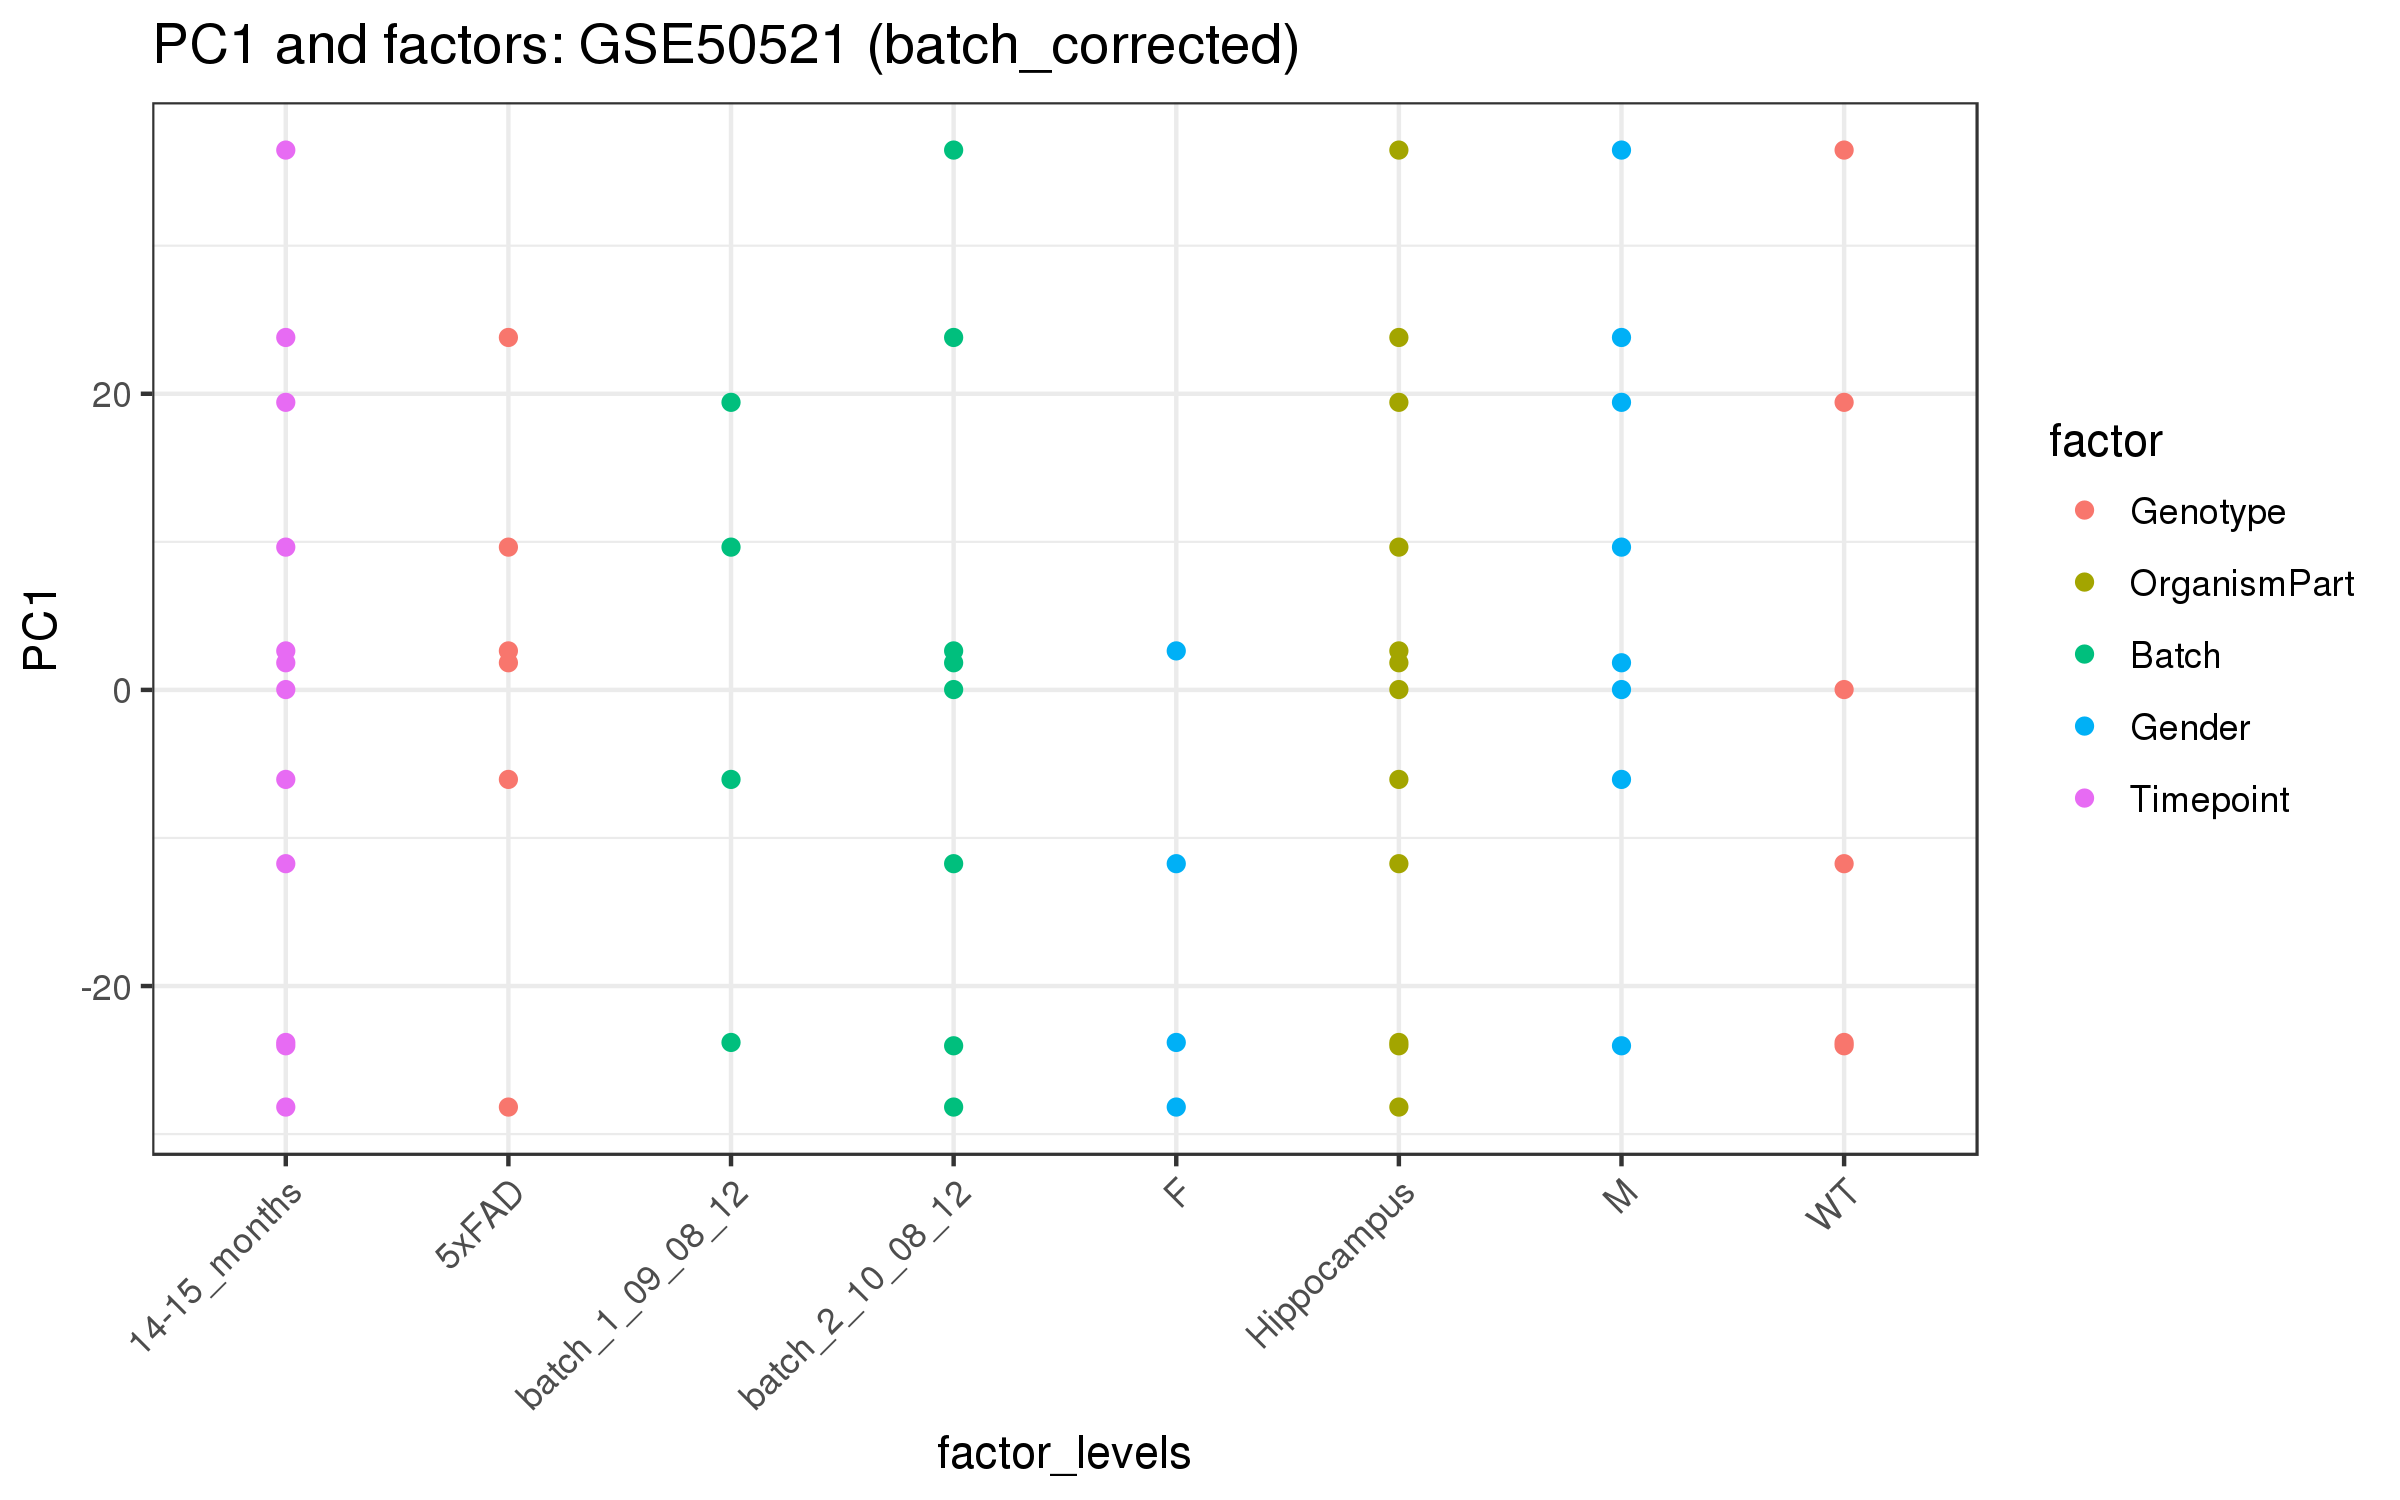 PC1 and factors: GSE50521 (batch_corrected)
PC1
20
0
-20
14-15_months
5xFAD
batch_1_09_08_12
batch_2_10_08_12
F
Hippocampus
M
WT
factor_levels
factor
Genotype
OrganismPart
Batch
Gender
Timepoint